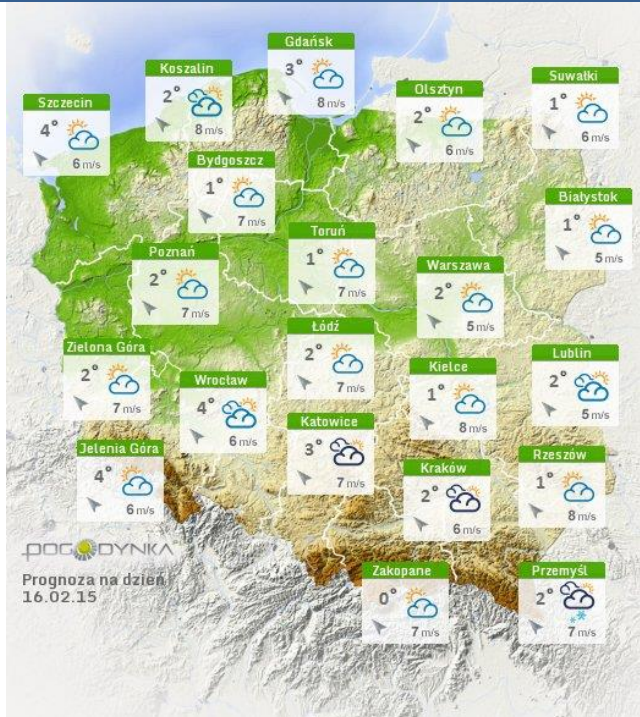 Gdańsk
3°
8 m/s
Koszalin
2°
8 m/s
Suwałki
1°
6 m/s
Olsztyn
2°
6 m/s
Szczecin
4°
6 m/s
Bydgoszcz
1°
7 m/s
Białystok
1°
5 m/s
Toruń
1°
7 m/s
Poznań
2°
7 m/s
Warszawa
2°
5 m/s
Łódź
2°
7 m/s
Zielona Góra
2°
7 m/s
Lublin
2°
5 m/s
Kielce
1°
8 m/s
Wrocław
4°
6 m/s
Katowice
3°
7 m/s
Jelenia Góra
4°
6 m/s
Rzeszów
1°
8 m/s
Kraków
2°
6 m/s
POGODYNKA
Prognoza na dzień
16.02.15
Zakopane
0°
7 m/s
Przemyśl
2°
7 m/s